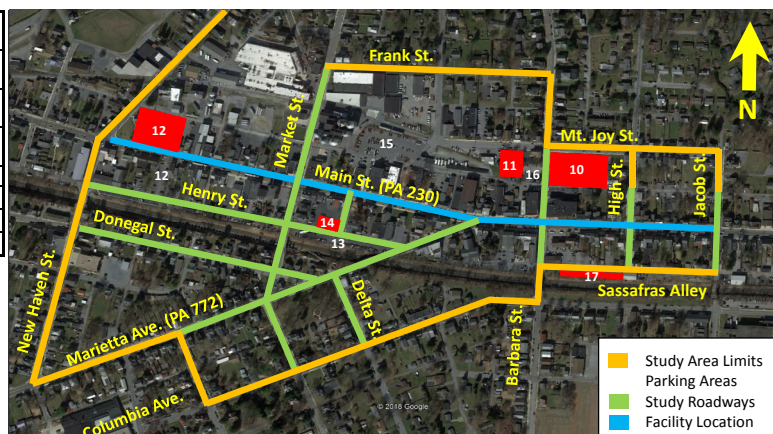 Frank St.
N
12
Market St.
15
Mt. Joy St.
11
16
10
12
Main St. (PA 230)
High St.
Jacob St.
Henry St.
14
13
Donegal St.
17
Sassafras Alley
New Haven St.
Marietta Ave. (PA 772)
Delta St.
Barbara St.
Columbia Ave.
© 2016 Google
Study Area Limits
Parking Areas
Study Roadways
Facility Location